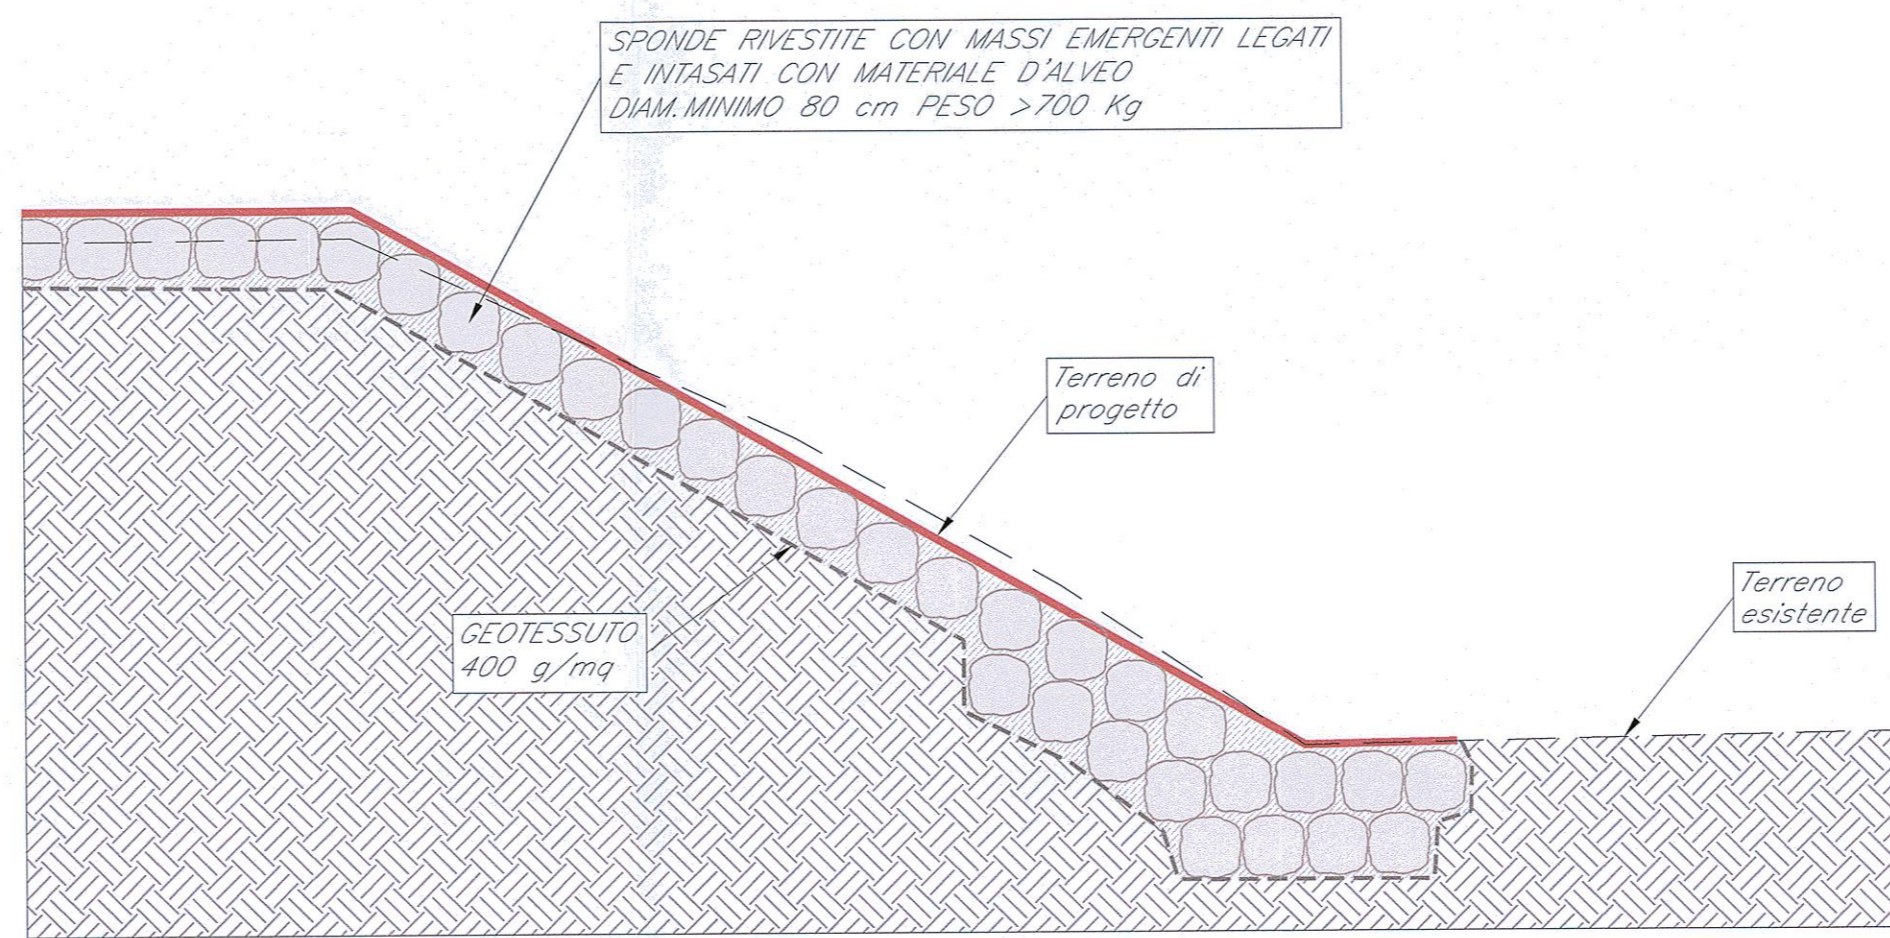 SPONDE RIVESTITE CON MASSI EMERGENTI LEGATI
E INTASATI CON MATERIALE D'ALVEO
DIAM.MINIMO 80 cm PESO >700 Kg
Terreno di
progetto
Terreno
esistente
GEOTESSUTO
400 g/mq